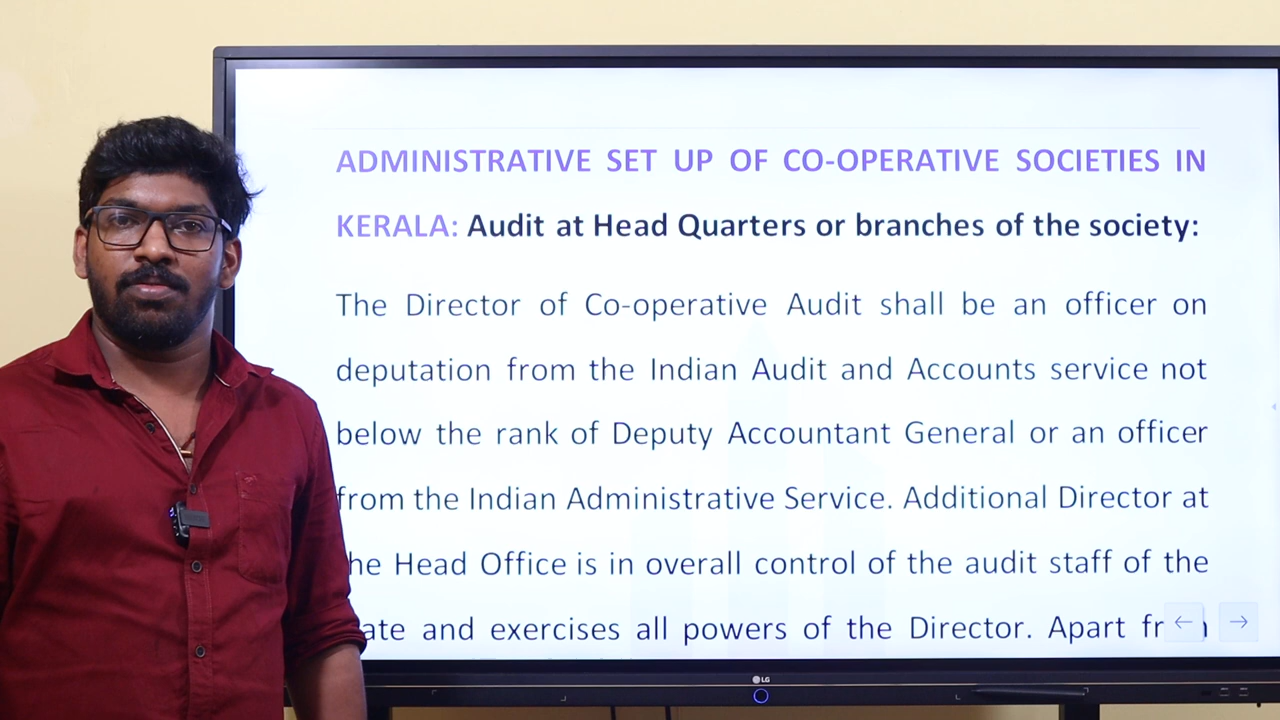 ADMINISTRATIVE SET UP OF CO-OPERATIVE SOCIETIES IN
KERALA: Audit at Head Quarters or branches of the society:
The Director of Co-operative Audit shall be an officer on
deputation from the Indian Audit and Accounts service not
below the rank of Deputy Accountant General or an officer
from the Indian Administrative Service. Additional Director at
the Head Office is in overall control of the audit staff of the
and exercises all powers of the Director. Apart
LG